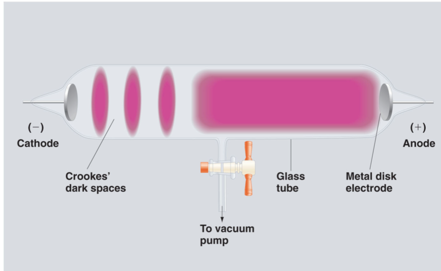 (−)
Cathode
(+)
Anode
Crookes'
dark spaces
Glass
tube
Metal disk
electrode
To vacuum
pump